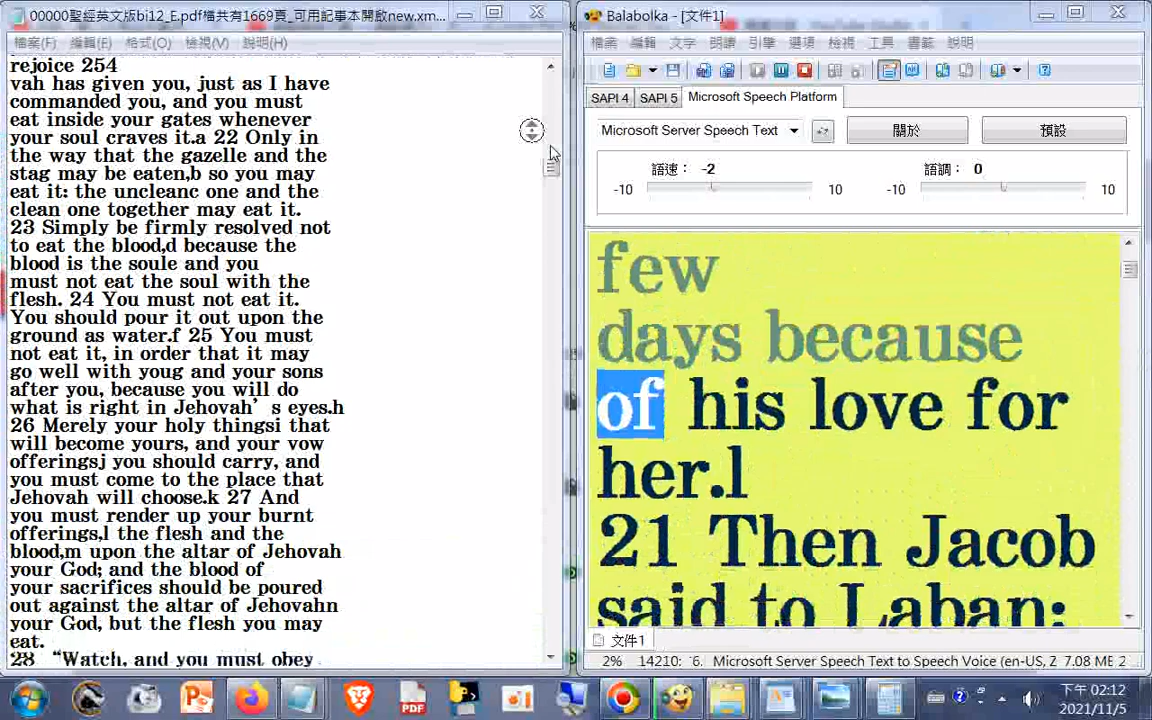 00000聖經英文版bi12_E.pdf檔共有1669頁_可用記事本開啟new.xm...
檔案(F) 編輯(E) 格式(O) 檢視(V) 說明(H)
rejoice 254
vah has given you, just as I have
commanded you, and you must
eat inside your gates whenever
your soul craves it.a 22 Only in
the way that the gazelle and the
stag may be eaten,b so you may
eat it: the uncleanc one and the
clean one together may eat it.
23 Simply be firmly resolved not
to eat the blood,d because the
blood is the soule and you
must not eat the soul with the
flesh. 24 You must not eat it.
You should pour it out upon the
ground as water.f 25 You must
not eat it, in order that it may
go well with youg and your sons
after you, because you will do
what is right in Jehovah’s eyes.h
26 Merely your holy thingsi that
will become yours, and your vow
offeringsj you should carry, and
you must come to the place that
Jehovah will choose.k 27 And
you must render up your burnt
offerings,l the flesh and the
blood,m upon the altar of Jehovah
your God; and the blood of
your sacrifices should be poured
out against the altar of Jehovahn
your God, but the flesh you may
eat.
28 “Watch, and you must obey
Balabolka - [文件1]
檔案 編輯 文字 朗讀 引擎 選項 檢視 工具 書籤 說明
SAPI 4 SAPI 5 Microsoft Speech Platform
Microsoft Server Speech Text 關於 預設
語速: -2 語調: 0
-10 10 -10 10
few
days because
of his love for
her.l
21 Then Jacob
said to Laban:
文件1
2% 14210: '6. Microsoft Server Speech Text to Speech Voice (en-US, Z 7.08 MB 2
PDF
下午 02:12
2021/11/5